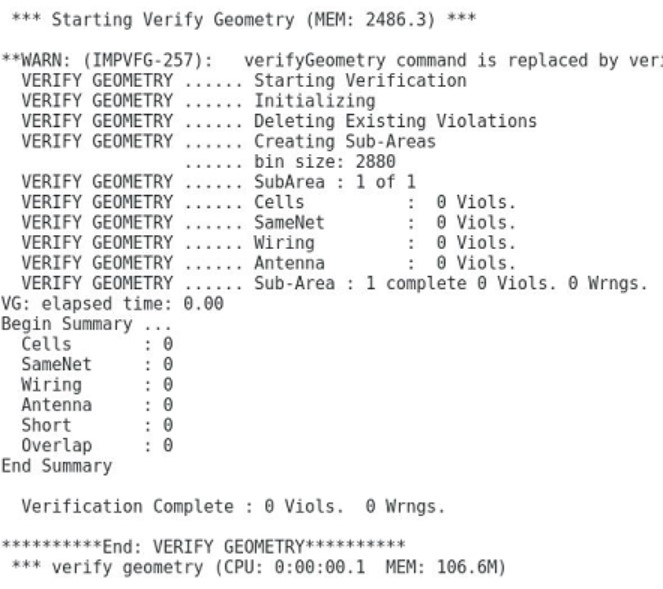 *** Starting Verify Geometry (MEM: 2486.3) ***
**WARN: (IMPVFG-257):   verifyGeometry command is replaced by
  VERIFY GEOMETRY ...... Starting Verification
  VERIFY GEOMETRY ...... Initializing
  VERIFY GEOMETRY ...... Deleting Existing Violations
  VERIFY GEOMETRY ...... Creating Sub-Areas
                  ...... bin size: 2880
  VERIFY GEOMETRY ...... SubArea : 1 of 1
  VERIFY GEOMETRY ...... Cells          :  0 Viols.
  VERIFY GEOMETRY ...... SameNet        :  0 Viols.
  VERIFY GEOMETRY ...... Wiring         :  0 Viols.
  VERIFY GEOMETRY ...... Antenna        :  0 Viols.
  VERIFY GEOMETRY ...... Sub-Area : 1 complete 0 Viols. 0 Wrngs.
VG: elapsed time: 0.00
Begin Summary ...
  Cells       : 0
  SameNet     : 0
  Wiring      : 0
  Antenna     : 0
  Short       : 0
  Overlap     : 0
End Summary
  Verification Complete : 0 Viols.  0 Wrngs.
**********End: VERIFY GEOMETRY**********
 *** verify geometry (CPU: 0:00:00.1  MEM: 106.6M)